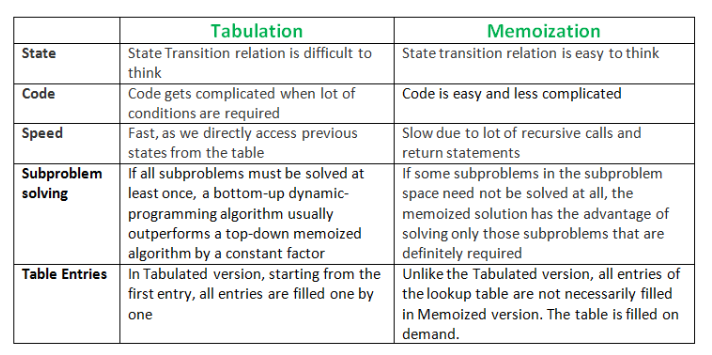 Tabulation Memoization
State State Transition relation is difficult to think State transition relation is easy to think
Code Code gets complicated when lot of conditions are required Code is easy and less complicated
Speed Fast, as we directly access previous states from the table Slow due to lot of recursive calls and return statements
Subproblem solving If all subproblems must be solved at least once, a bottom-up dynamic-programming algorithm usually outperforms a top-down memoized algorithm by a constant factor If some subproblems in the subproblem space need not be solved at all, the memoized solution has the advantage of solving only those subproblems that are definitely required
Table Entries In Tabulated version, starting from the first entry, all entries are filled one by one Unlike the Tabulated version, all entries of the lookup table are not necessarily filled in Memoized version. The table is filled on demand.